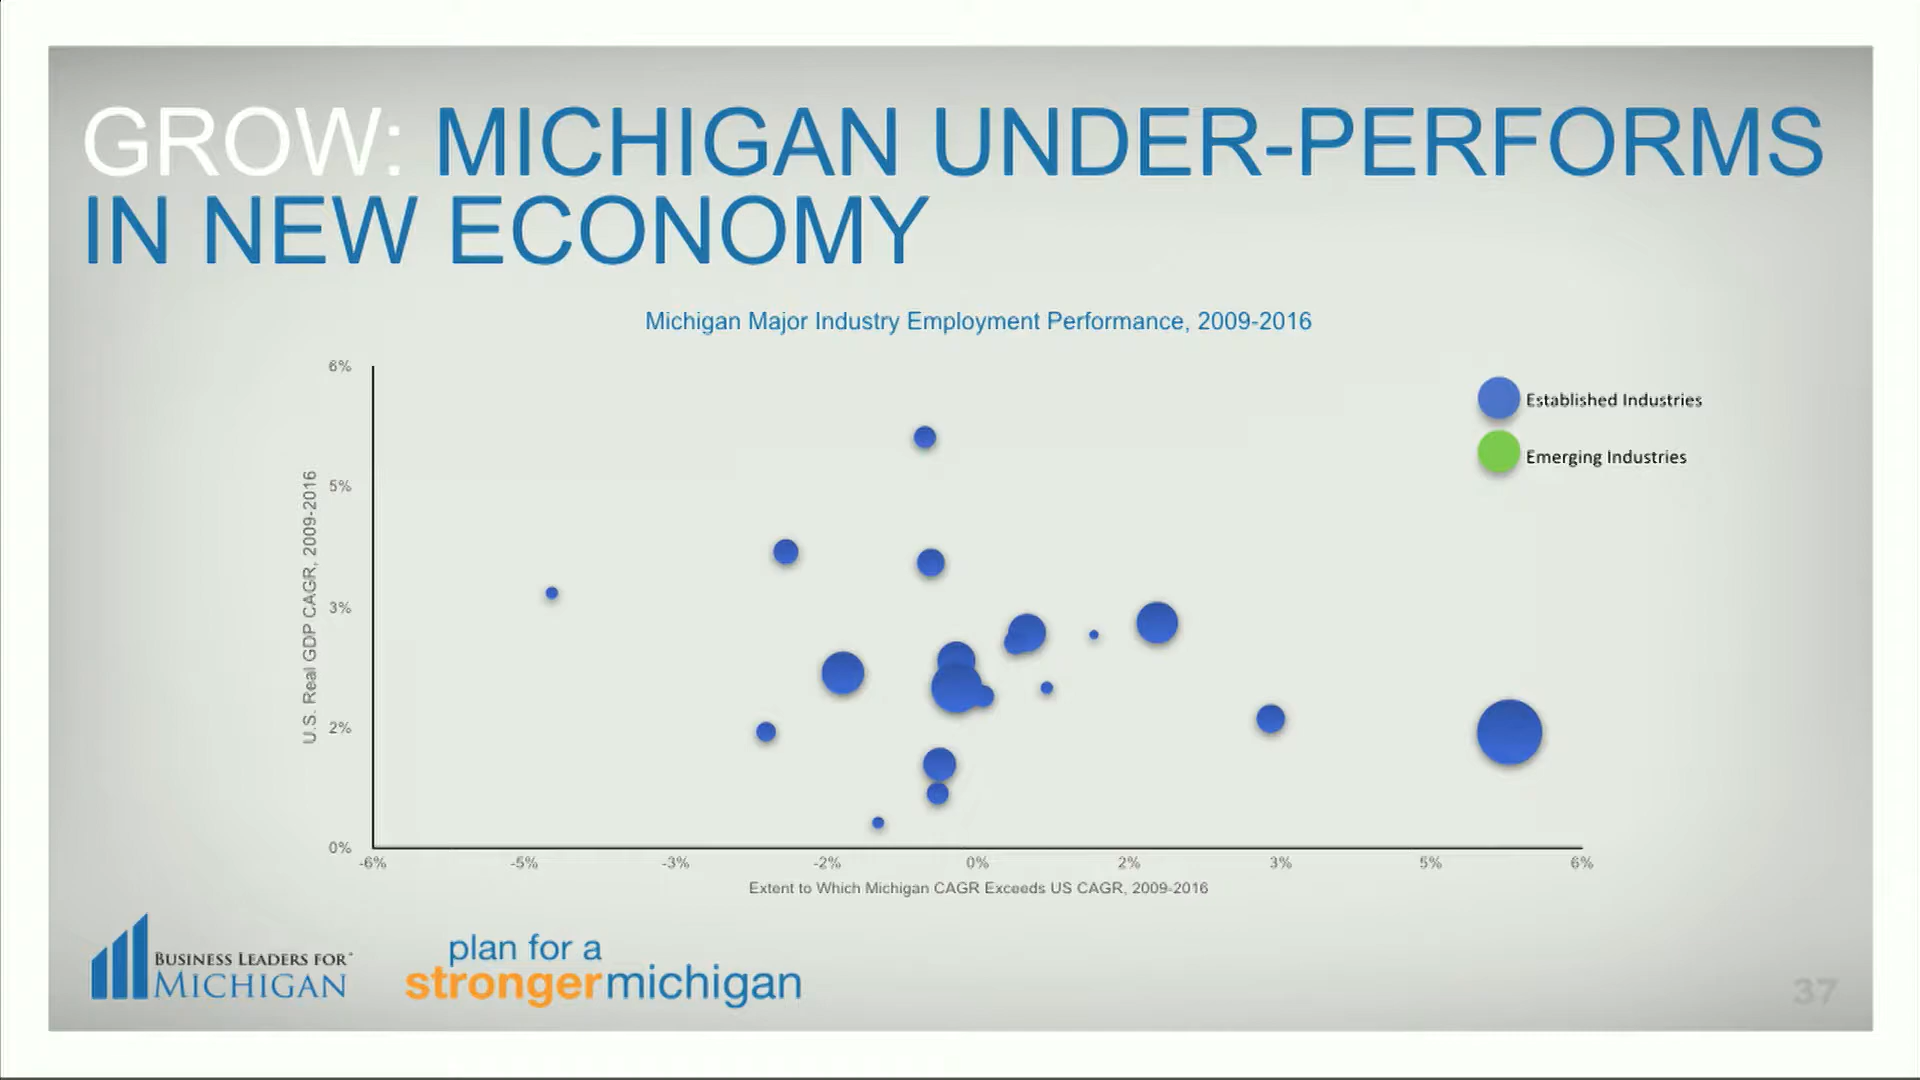 GROW: MICHIGAN UNDER-PERFORMS
IN NEW ECONOMY
Michigan Major Industry Employment Performance, 2009-2016
6%
5%
3%
2%
0%
U.S. Real GDP CAGR, 2009-2016
Established Industries
Emerging Industries
-6% -5% -3% -2% 0% 2% 3% 5% 6%
Extent to Which Michigan CAGR Exceeds US CAGR, 2009-2016
BUSINESS LEADERS FOR
MICHIGAN
plan for a
strongermichigan
37